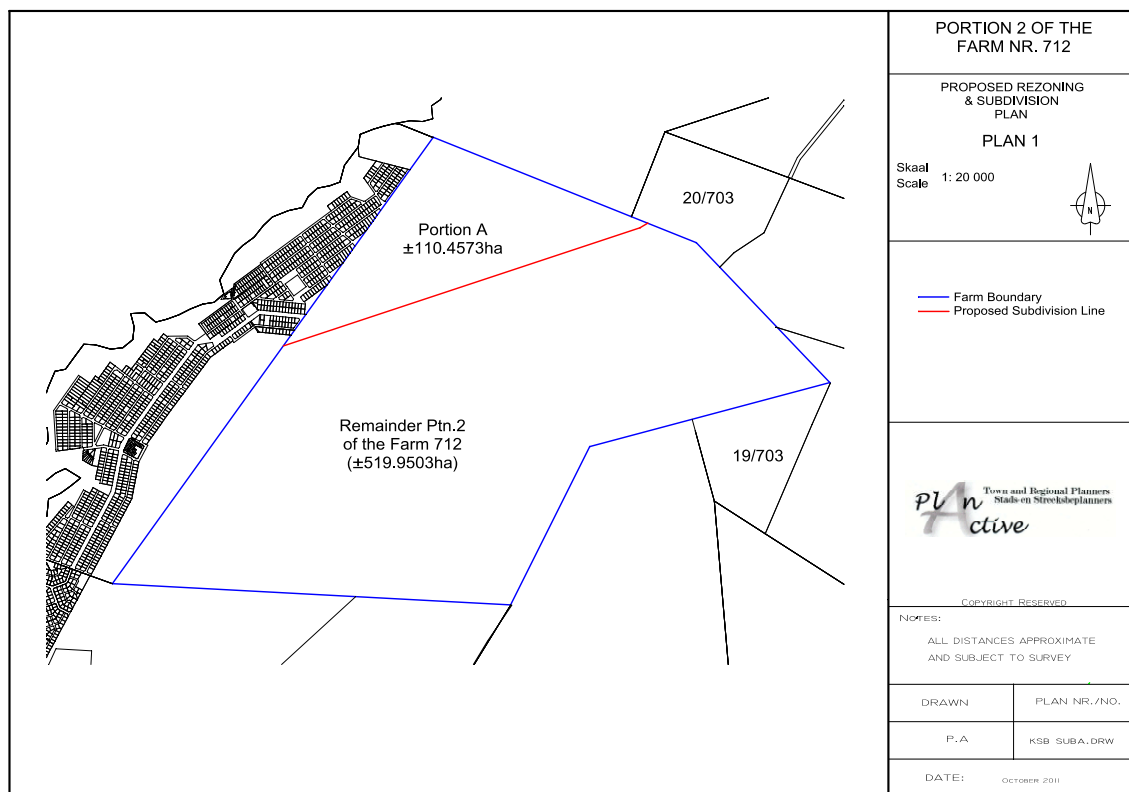 PORTION 2 OF THE
FARM NR. 712
PROPOSED REZONING
& SUBDIVISION
PLAN
PLAN 1
Skaal
Scale 1: 20 000
N
20/703
Portion A
±110.4573ha
Farm Boundary
Proposed Subdivision Line
Remainder Ptn.2
of the Farm 712
(±519.9503ha)
19/703
Plan Active
Town and Regional Planners
Stads-en Streeksbeplanners
COPYRIGHT RESERVED
NOTES:
ALL DISTANCES APPROXIMATE
AND SUBJECT TO SURVEY
DRAWN PLAN NR./NO.
P.A KSB SUBA.DRW
DATE: OCTOBER 2011